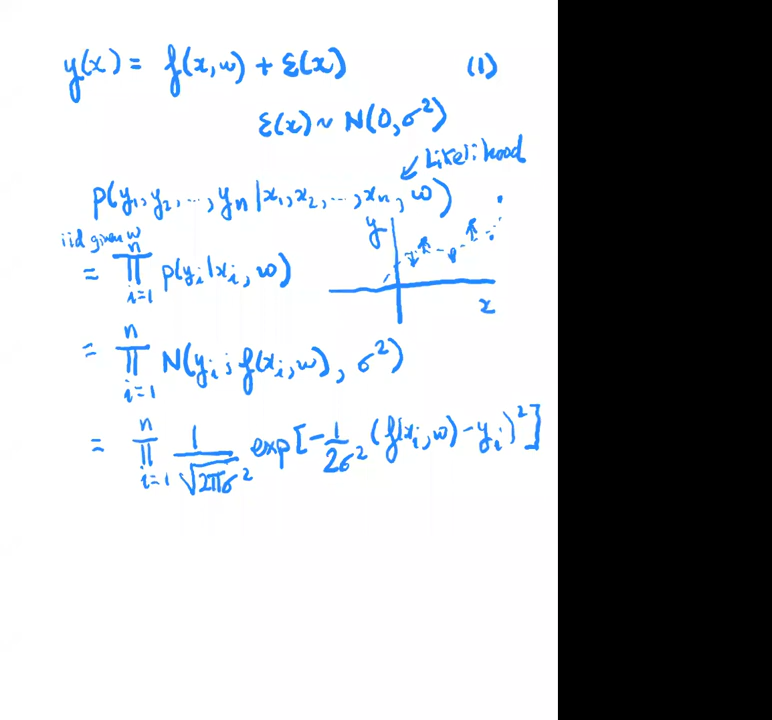 y(x) = f(x,w) + ε(x) (1)
ε(x) ~ N(0,σ²)
Likelihood
p(y₁,y₂,...,yₙ|x₁,x₂,...,xₙ,w)
y
iid given w
= ∏ᵢ₌₁ⁿ p(yᵢ|xᵢ,w)
x
= ∏ᵢ₌₁ⁿ N(yᵢ; f(xᵢ,w), σ²)
= ∏ᵢ₌₁ⁿ 1/√(2πσ²) exp[-1/2σ² (f(xᵢ,w)-yᵢ)²]